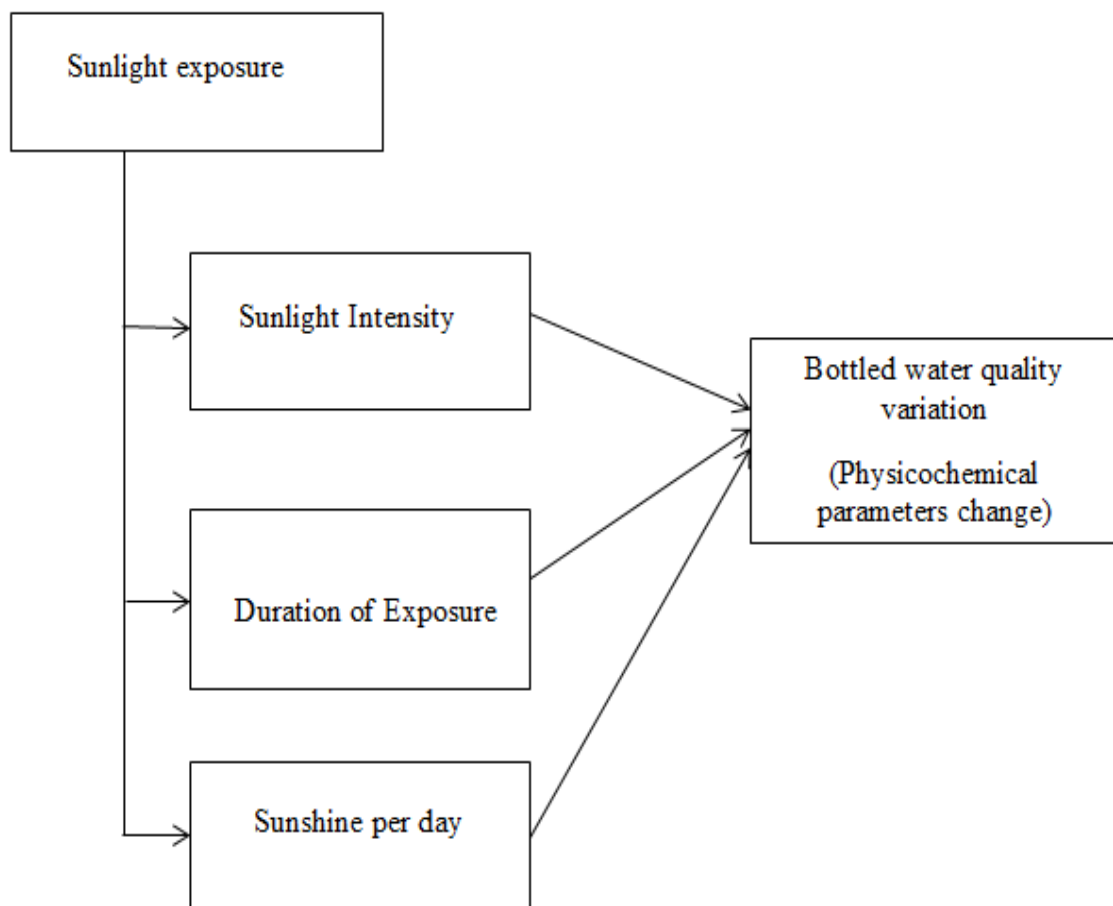 Sunlight exposure
Sunlight Intensity
Bottled water quality
variation
(Physicochemical
parameters change)
Duration of Exposure
Sunshine per day